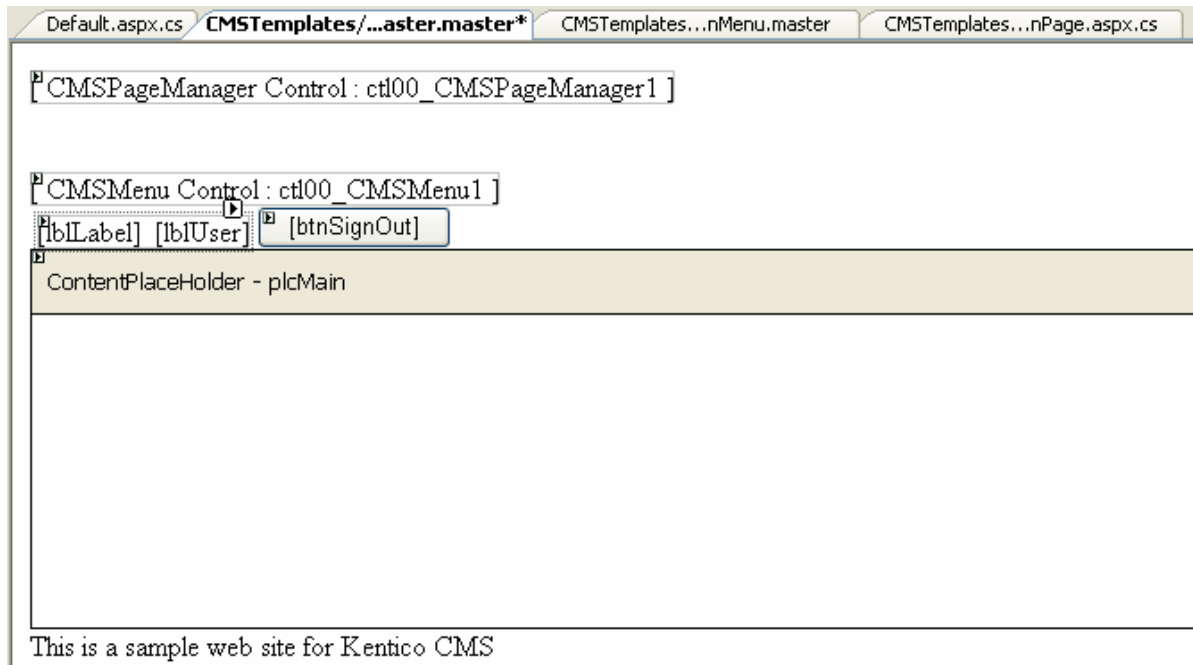 Default.aspx.cs CMSTemplates/...aster.master* CMSTemplates...nMenu.master CMSTemplates...nPage.aspx.cs
[ CMSPageManager Control : ctl00_CMSPageManager1 ]
[ CMSMenu Control : ctl00_CMSMenu1 ]
[lblLabel] [lblUser] [btnSignOut]
ContentPlaceHolder - plcMain
This is a sample web site for Kentico CMS